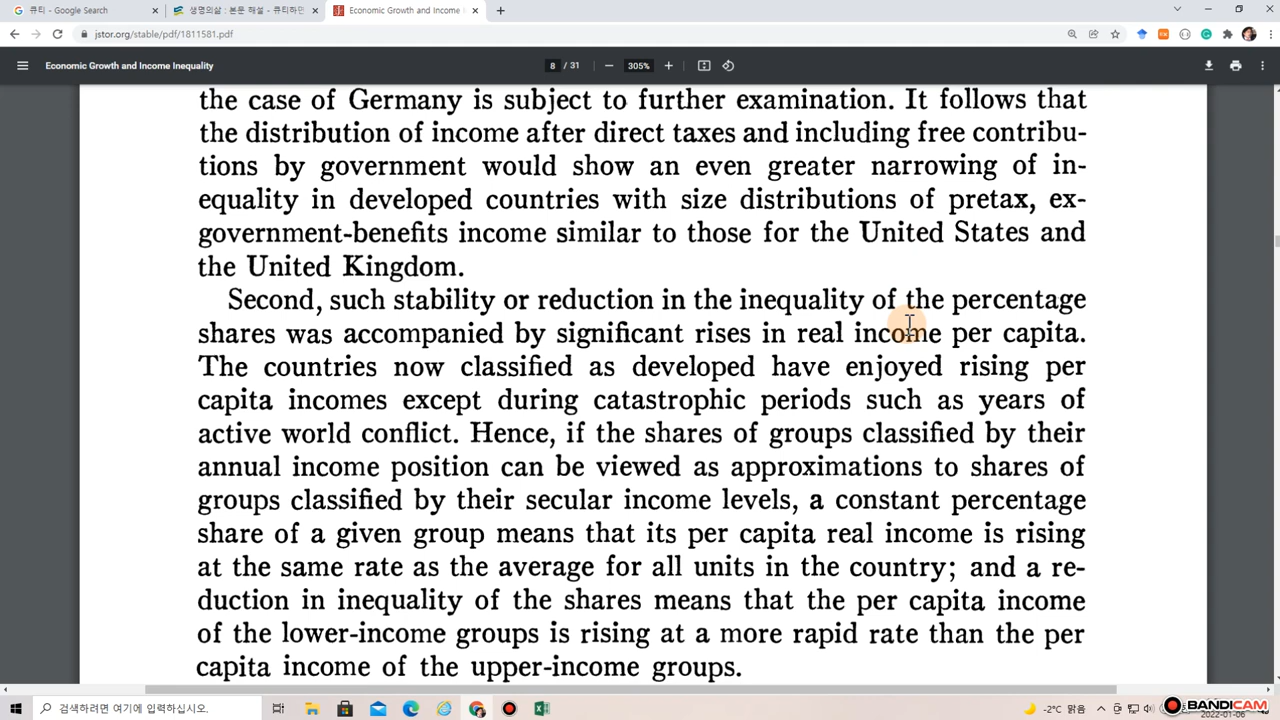 큐티 - Google Search
생명의삶 : 본문 해설 - 큐티하면
Economic Growth and Income In
jstor.org/stable/pdf/1811581.pdf
Economic Growth and Income Inequality
8 / 31
305%
the case of Germany is subject to further examination. It follows that
the distribution of income after direct taxes and including free contribu-
tions by government would show an even greater narrowing of in-
equality in developed countries with size distributions of pretax, ex-
government-benefits income similar to those for the United States and
the United Kingdom.
Second, such stability or reduction in the inequality of the percentage
shares was accompanied by significant rises in real income per capita.
The countries now classified as developed have enjoyed rising per
capita incomes except during catastrophic periods such as years of
active world conflict. Hence, if the shares of groups classified by their
annual income position can be viewed as approximations to shares of
groups classified by their secular income levels, a constant percentage
share of a given group means that its per capita real income is rising
at the same rate as the average for all units in the country; and a re-
duction in inequality of the shares means that the per capita income
of the lower-income groups is rising at a more rapid rate than the per
capita income of the upper-income groups.
검색하려면 여기에 입력하십시오.
-2°C 맑음
BANDICAM
2022-01-06